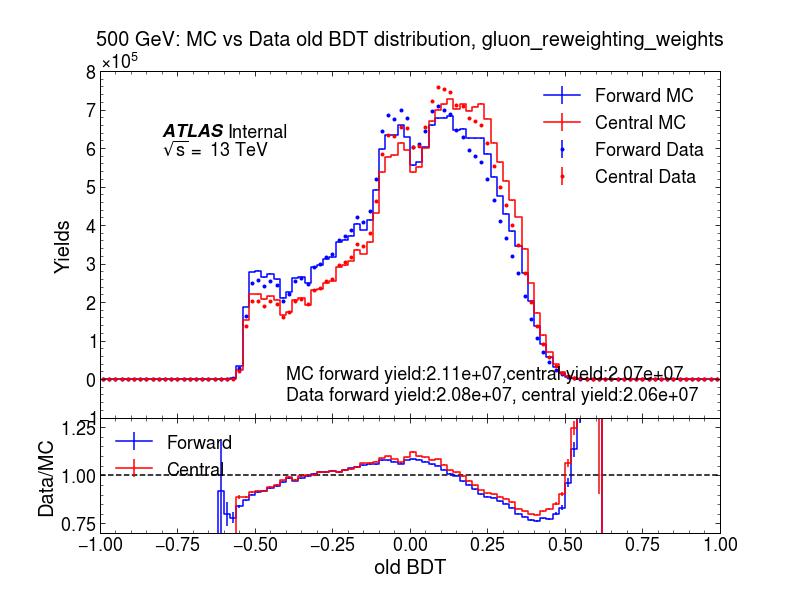 500 GeV: MC vs Data old BDT distribution, gluon_reweighting_weights
×10⁵
8
7
6
5
4
3
2
1
0
−1
Yields
ATLAS Internal
√s = 13 TeV
Forward MC
Central MC
Forward Data
Central Data
MC forward yield:2.11e+07,central yield:2.07e+07
Data forward yield:2.08e+07, central yield:2.06e+07
1.25
1.00
0.75
Data/MC
Forward
Central
−1.00 −0.75 −0.50 −0.25 0.00 0.25 0.50 0.75 1.00
old BDT